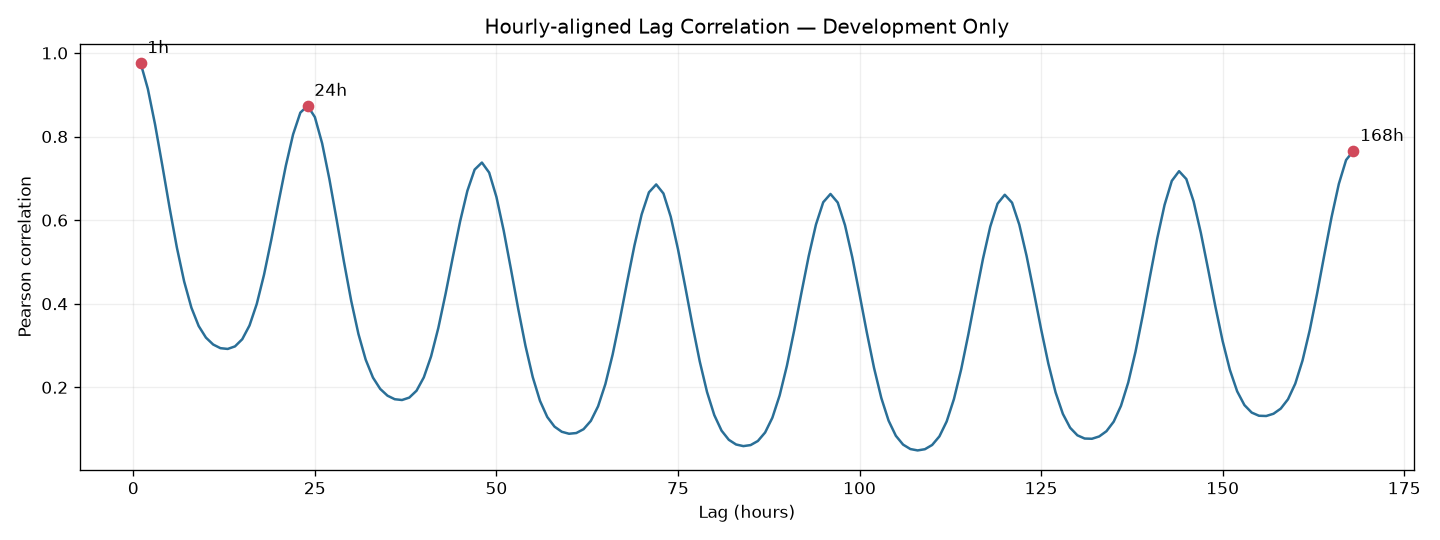 Hourly-aligned Lag Correlation — Development Only
1h
24h
168h
Pearson correlation
1.0
0.8
0.6
0.4
0.2
0 25 50 75 100 125 150 175
Lag (hours)